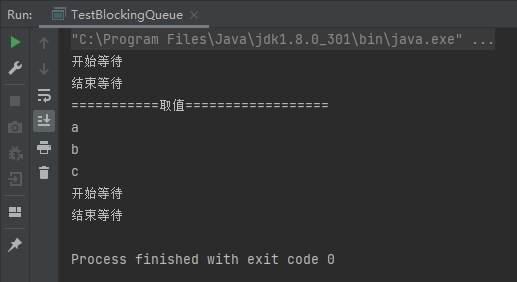 Run: TestBlockingQueue
"C:\Program Files\Java\jdk1.8.0_301\bin\java.exe" ...
开始等待
结束等待
===========取值==================
a
b
c
开始等待
结束等待
Process finished with exit code 0